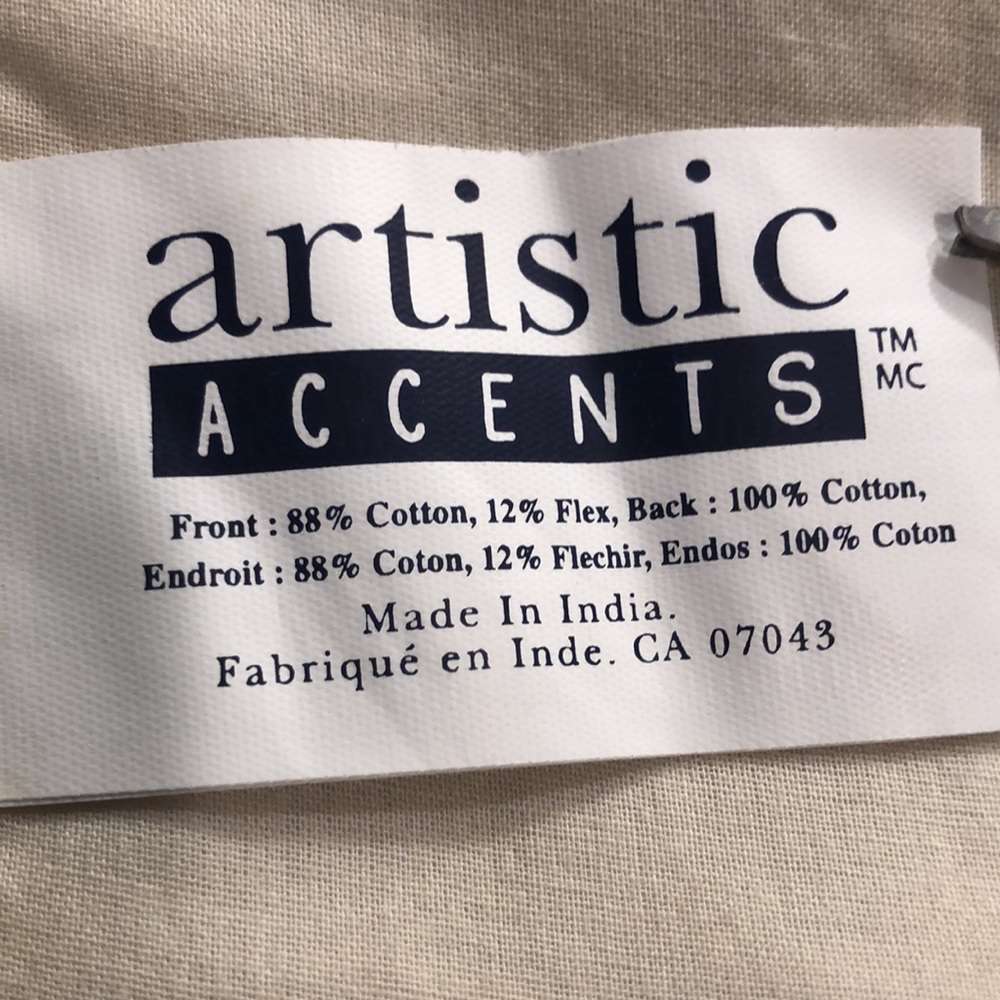 artistic
ACCENTS
TM
MC
Front : 88% Cotton, 12% Flex, Back : 100% Cotton,
Endroit : 88% Coton, 12% Flechir, Endos : 100% Coton
Made In India.
Fabriqué en Inde. CA 07043